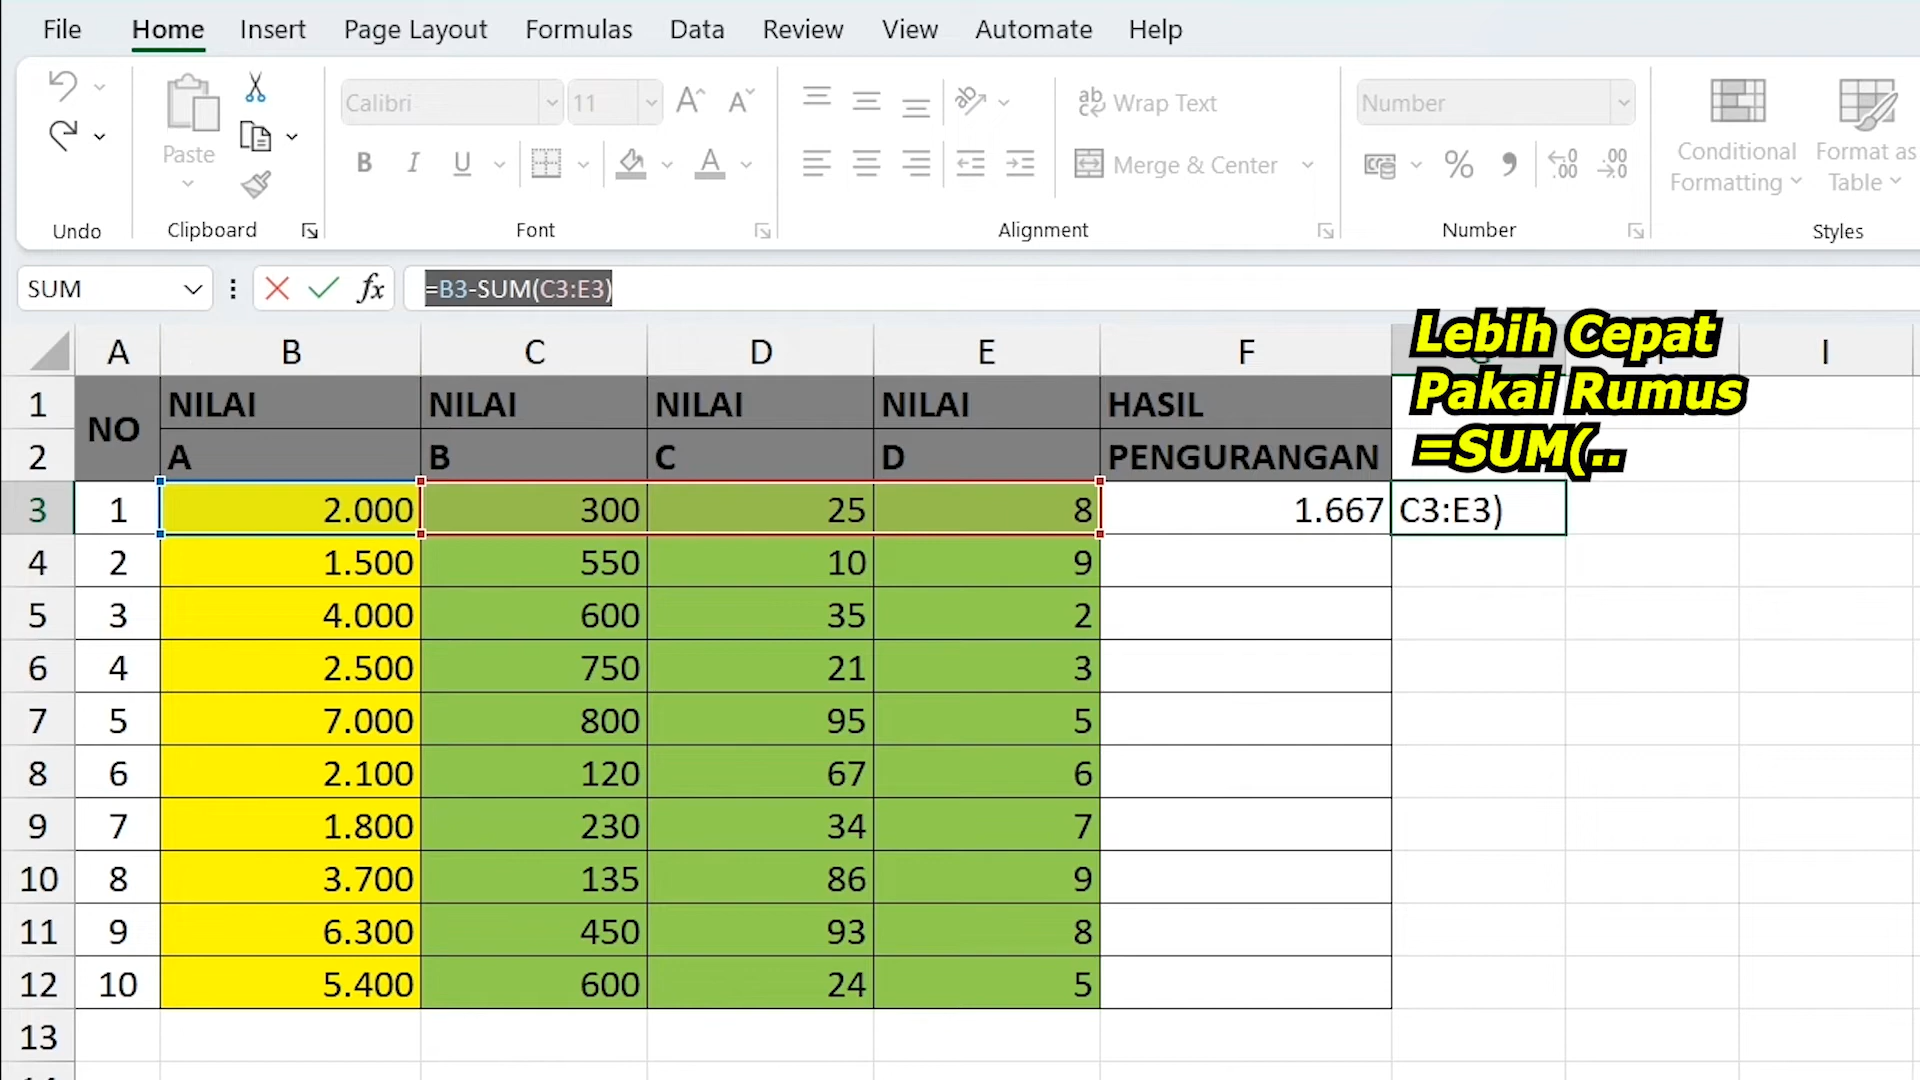 File Home Insert Page Layout Formulas Data Review View Automate Help
Calibri 11 ab Wrap Text Number
Paste B I U A Merge & Center % , Conditional Formatting Format as Table
Undo Clipboard Font Alignment Number Styles
SUM fx =B3-SUM(C3:E3)
Lebih Cepat
Pakai Rumus
=SUM(..
A B C D E F I
1 NO NILAI NILAI NILAI NILAI HASIL
2 A B C D PENGURANGAN
3 1 2.000 300 25 8 1.667 C3:E3)
4 2 1.500 550 10 9
5 3 4.000 600 35 2
6 4 2.500 750 21 3
7 5 7.000 800 95 5
8 6 2.100 120 67 6
9 7 1.800 230 34 7
10 8 3.700 135 86 9
11 9 6.300 450 93 8
12 10 5.400 600 24 5
13